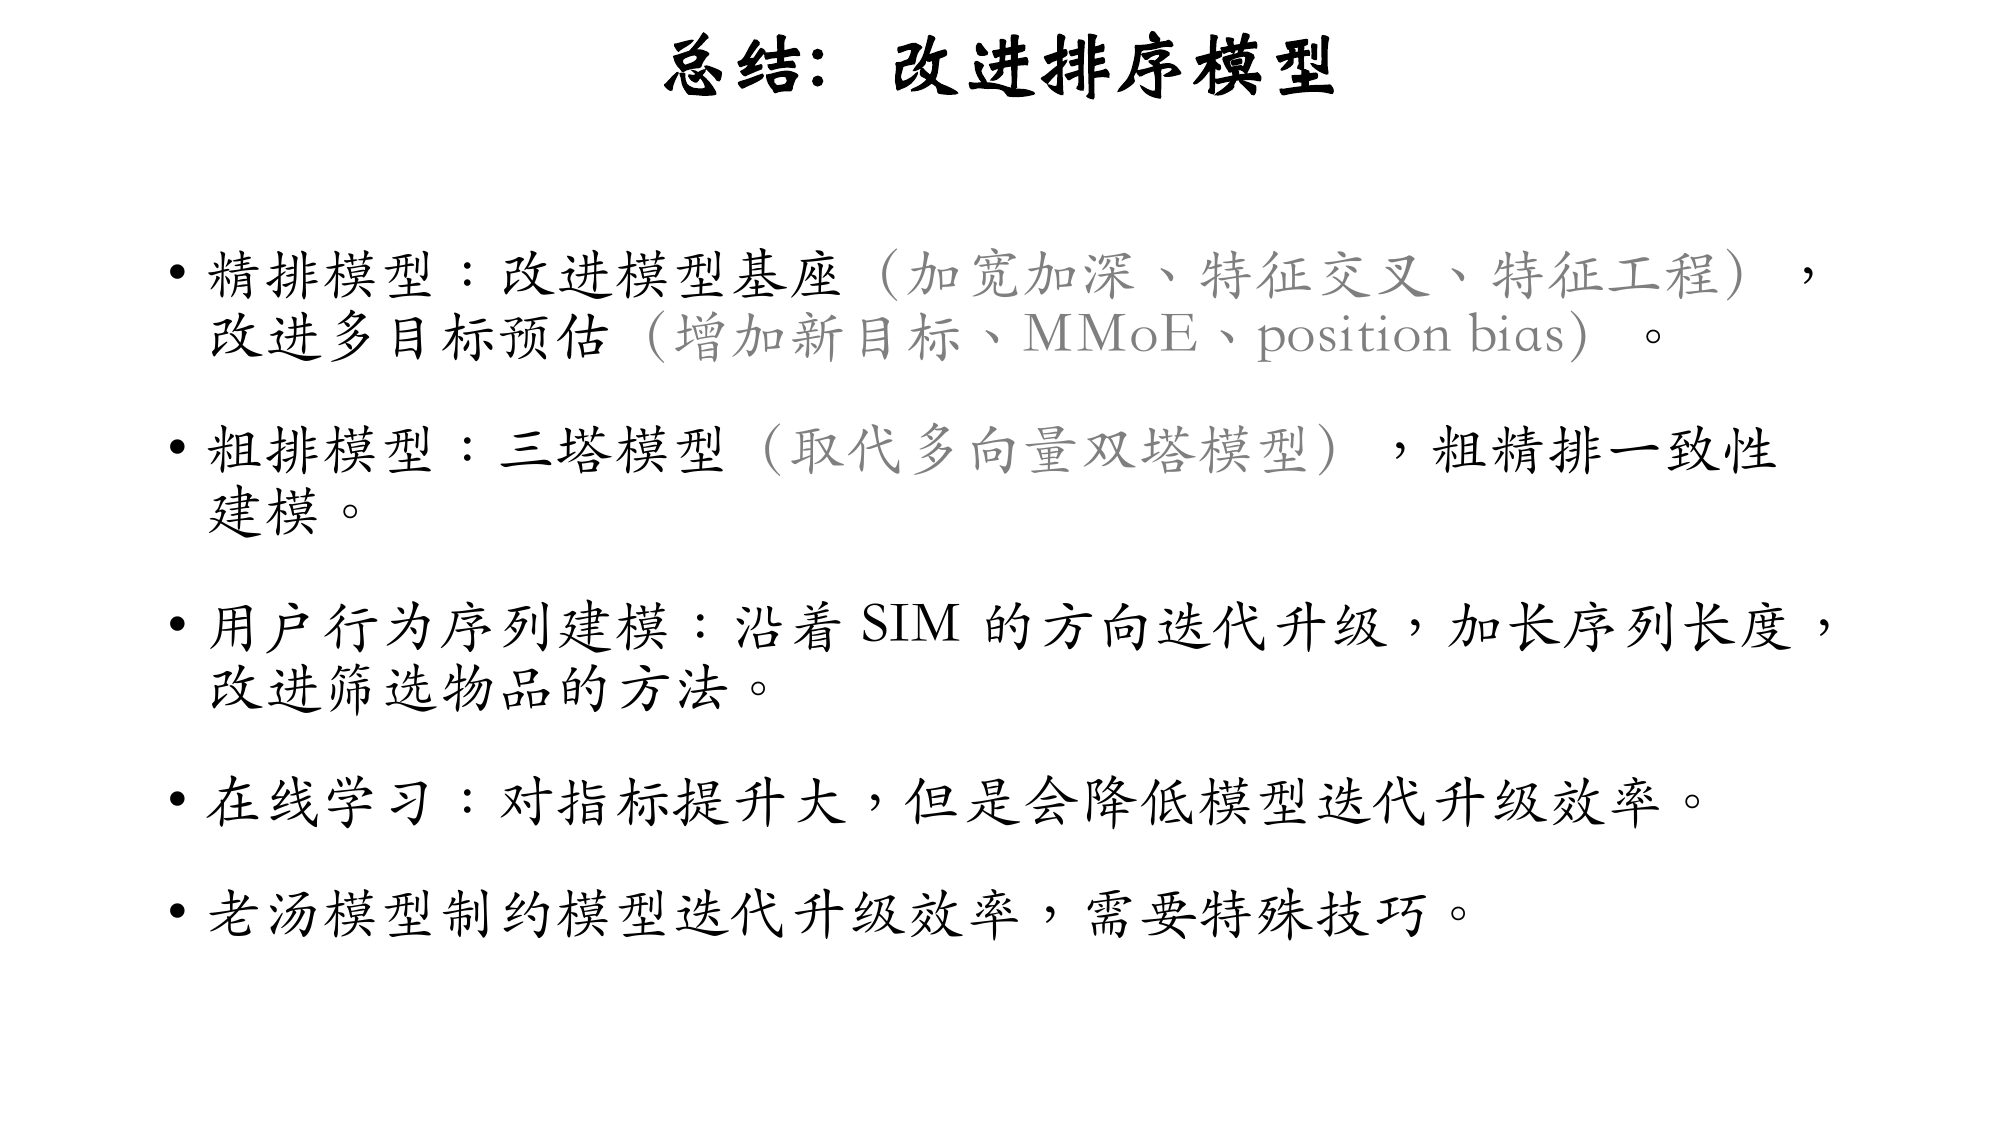 总结： 改进排序模型
• 精排模型：改进模型基座（加宽加深、特征交叉、特征工程），
改进多目标预估（增加新目标、MMoE、position bias）。
• 粗排模型：三塔模型（取代多向量双塔模型），粗精排一致性
建模。
• 用户行为序列建模：沿着 SIM 的方向迭代升级，加长序列长度，
改进筛选物品的方法。
• 在线学习：对指标提升大，但是会降低模型迭代升级效率。
• 老汤模型制约模型迭代升级效率，需要特殊技巧。